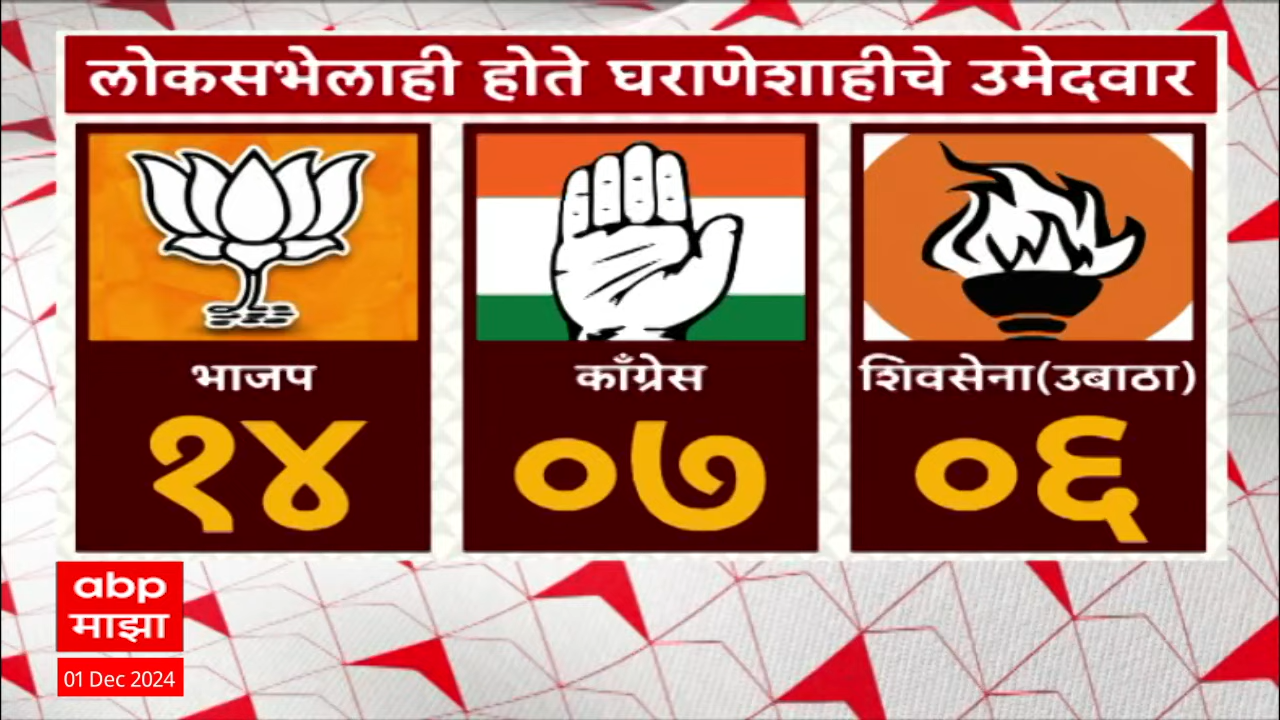 लोकसभेलाही होते घराणेशाहीचे उमेदवार
भाजप
१४
काँग्रेस
०७
शिवसेना(उबाठा)
०६
abp
माझा
01 Dec 2024